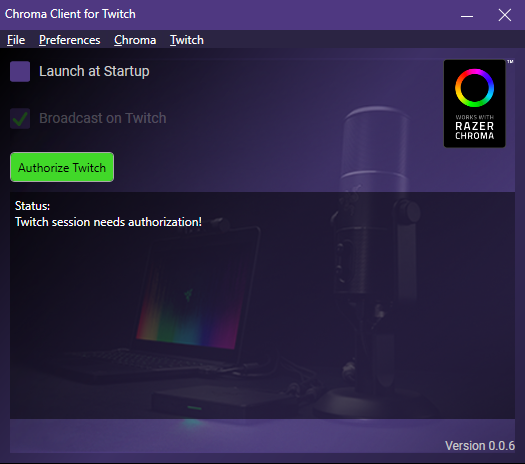 Chroma Client for Twitch
File Preferences Chroma Twitch
Launch at Startup
Broadcast on Twitch
WORKS WITH
RAZER
CHROMA
™
Authorize Twitch
Status:
Twitch session needs authorization!
Version 0.0.6